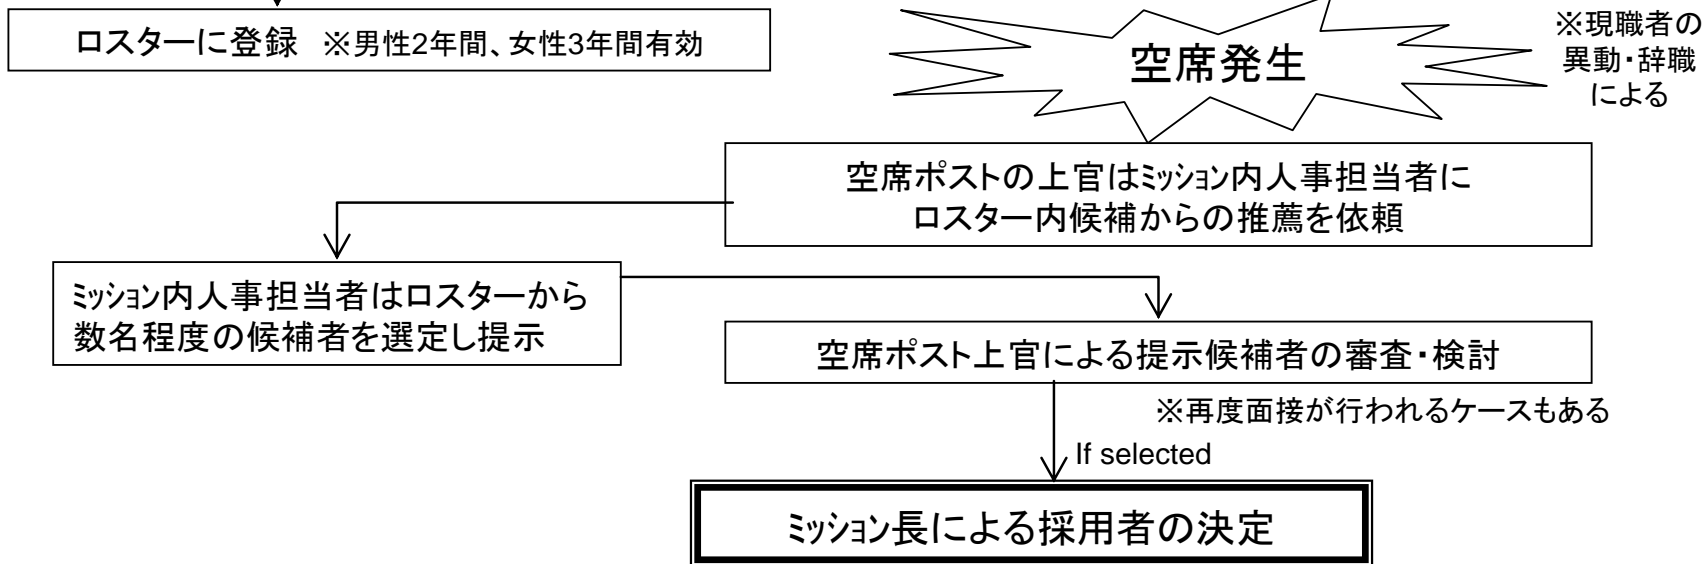 ロスターに登録 ※男性2年間、女性3年間有効
空席発生
※現職者の
異動・辞職
による
空席ポストの上官はミッション内人事担当者に
ロスター内候補からの推薦を依頼
ミッション内人事担当者はロスターから
数名程度の候補者を選定し提示
空席ポスト上官による提示候補者の審査・検討
※再度面接が行われるケースもある
If selected
ミッション長による採用者の決定